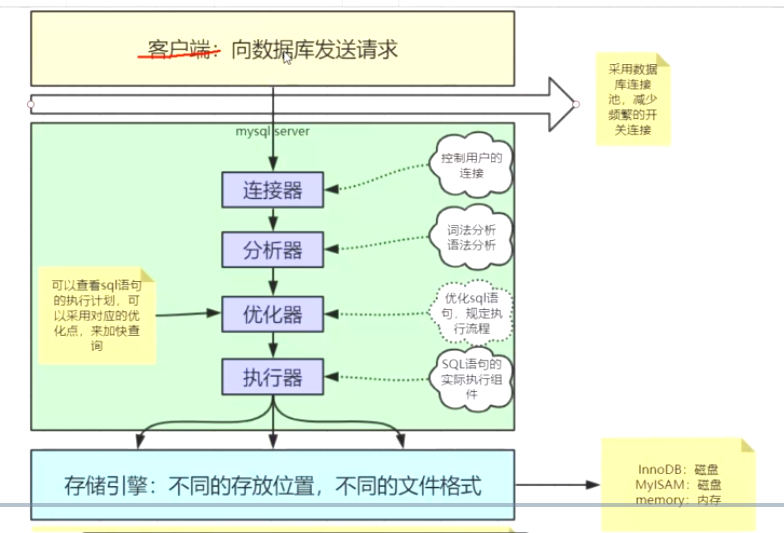 客户端：向数据库发送请求
采用数据
库连接
池，减少
频繁的开
关连接
mysql server
控制用户的
连接
连接器
词法分析
语法分析
分析器
可以查看sql语句
的执行计划，可
以采用对应的优
化点，来加快查
询
优化sql语
句，规定执
行流程
优化器
SQL语句的
实际执行组
件
执行器
存储引擎：不同的存放位置，不同的文件格式
InnoDB：磁盘
MyISAM：磁盘
memory：内存